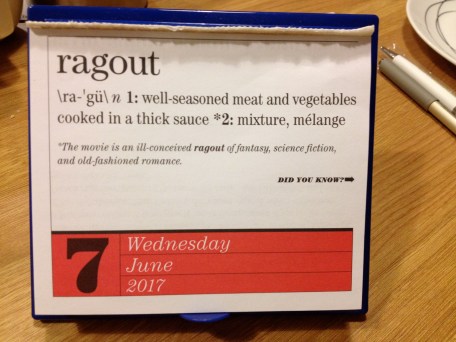 ragout
\ra-ˈgü\ n 1: well-seasoned meat and vegetables
cooked in a thick sauce *2: mixture, mélange
*The movie is an ill-conceived ragout of fantasy, science fiction,
and old-fashioned romance.
DID YOU KNOW?➡
7
Wednesday
June
2017